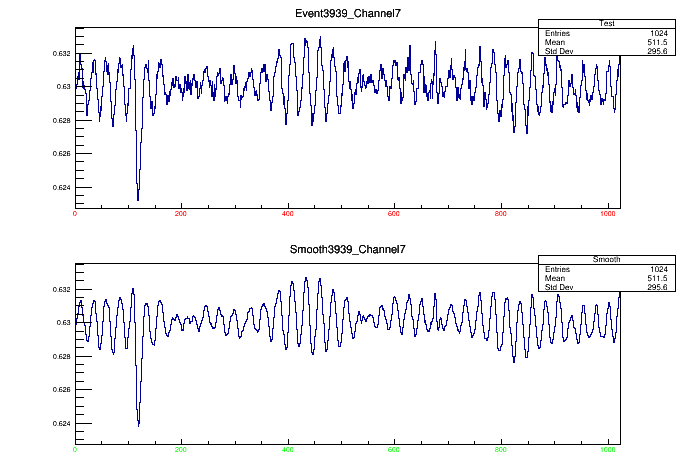 Event3939_Channel7
Test
Entries 1024
Mean 511.5
Std Dev 295.6
0.632
0.63
0.628
0.626
0.624
0 200 400 600 800 1000
Smooth3939_Channel7
Smooth
Entries 1024
Mean 511.5
Std Dev 295.6
0.632
0.63
0.628
0.626
0.624
0 200 400 600 800 1000